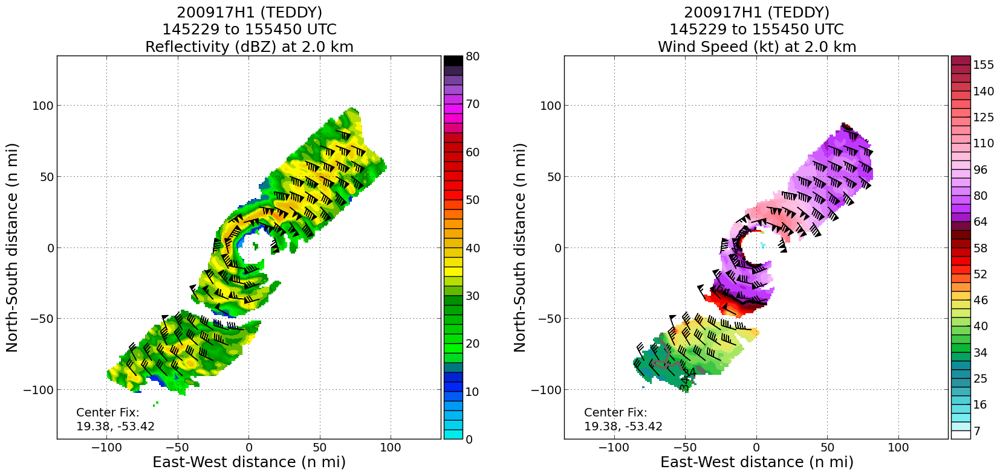 200917H1 (TEDDY)
145229 to 155450 UTC
Reflectivity (dBZ) at 2.0 km
North-South distance (n mi)
100
50
0
−50
−100
Center Fix:
19.38, -53.42
−100 −50 0 50 100
East-West distance (n mi)
80
70
60
50
40
30
20
10
0
200917H1 (TEDDY)
145229 to 155450 UTC
Wind Speed (kt) at 2.0 km
North-South distance (n mi)
100
50
0
−50
−100
64
34
34
Center Fix:
19.38, -53.42
−100 −50 0 50 100
East-West distance (n mi)
155
140
125
110
96
80
64
58
52
46
40
34
25
16
7